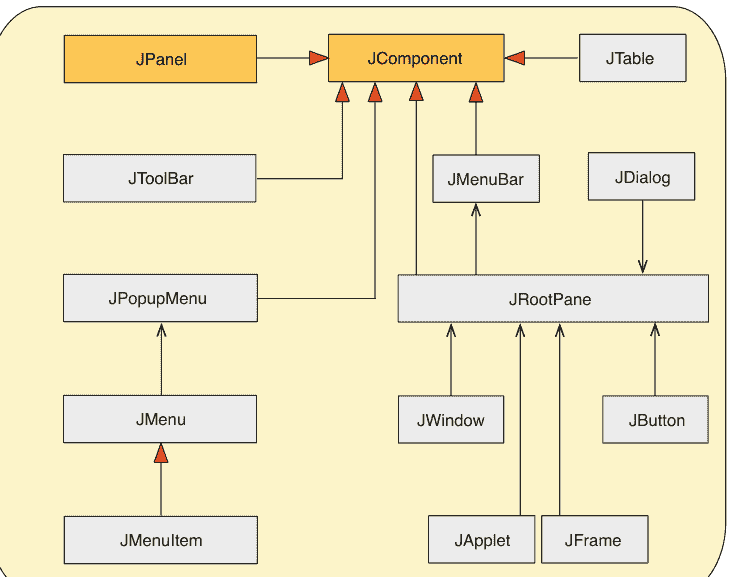 JPanel
JComponent
JTable
JToolBar
JMenuBar
JDialog
JPopupMenu
JRootPane
JMenu
JWindow
JButton
JMenuItem
JApplet
JFrame